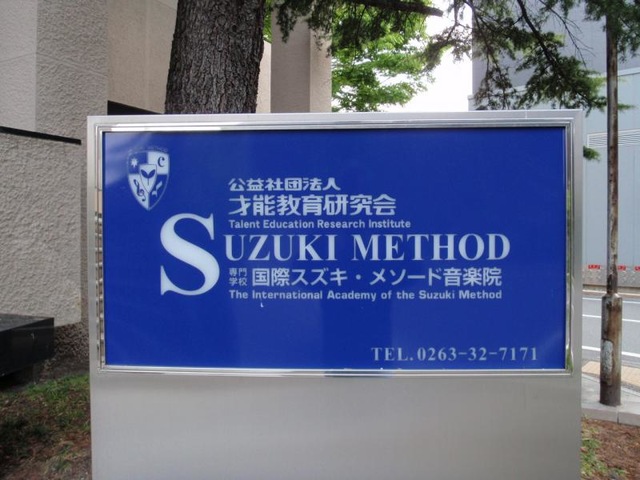 公益社団法人
才能教育研究会
Talent Education Research Institute
SUZUKI METHOD
専門学校 国際スズキ・メソード音楽院
The International Academy of the Suzuki Method
TEL.0263-32-7171